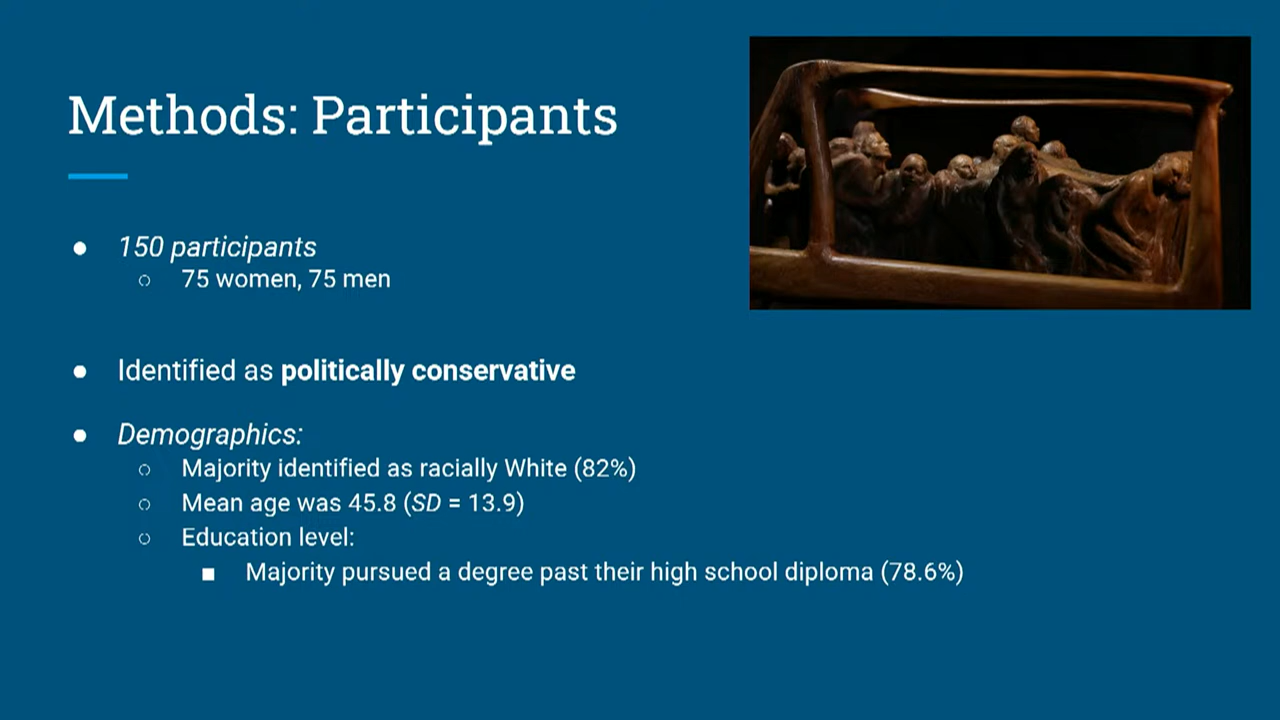 Methods: Participants
150 participants
75 women, 75 men
Identified as politically conservative
Demographics:
Majority identified as racially White (82%)
Mean age was 45.8 (SD = 13.9)
Education level:
Majority pursued a degree past their high school diploma (78.6%)